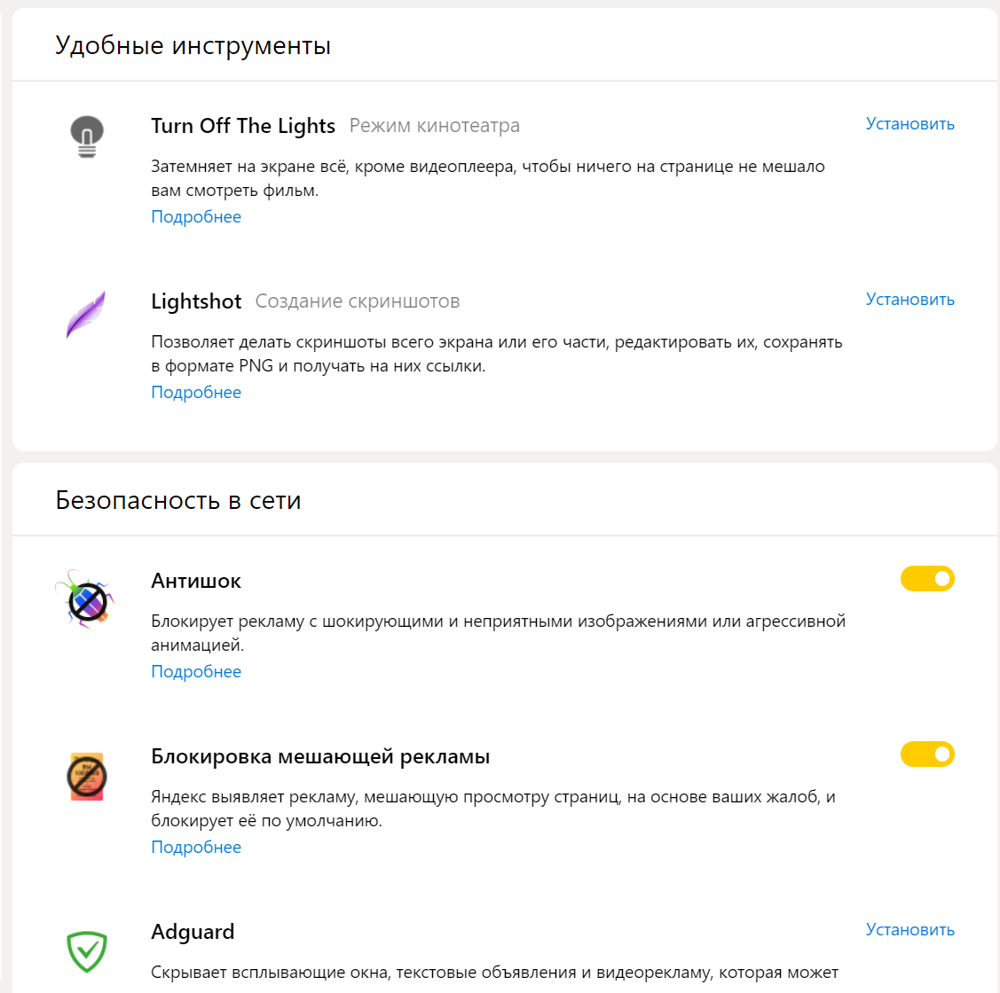 Удобные инструменты
Turn Off The Lights Режим кинотеатра
Установить
Затемняет на экране всё, кроме видеоплеера, чтобы ничего на странице не мешало
вам смотреть фильм.
Подробнее
Lightshot Создание скриншотов
Установить
Позволяет делать скриншоты всего экрана или его части, редактировать их, сохранять
в формате PNG и получать на них ссылки.
Подробнее
Безопасность в сети
Антишок
Блокирует рекламу с шокирующими и неприятными изображениями или агрессивной
анимацией.
Подробнее
Блокировка мешающей рекламы
Яндекс выявляет рекламу, мешающую просмотру страниц, на основе ваших жалоб, и
блокирует её по умолчанию.
Подробнее
Adguard
Установить
Скрывает всплывающие окна, текстовые объявления и видеорекламу, которая может